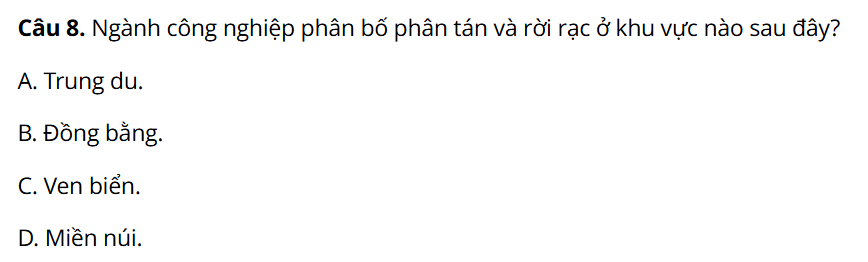 Câu 8. Ngành công nghiệp phân bố phân tán và rời rạc ở khu vực nào sau đây?
A. Trung du.
B. Đồng bằng.
C. Ven biển.
D. Miền núi.